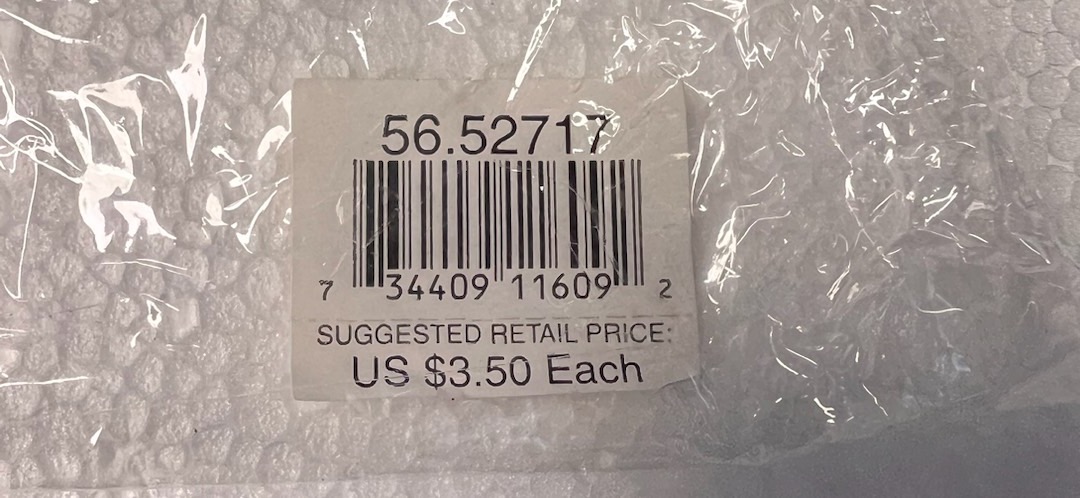 56.52717
7 34409 11609 2
SUGGESTED RETAIL PRICE:
US $3.50 Each